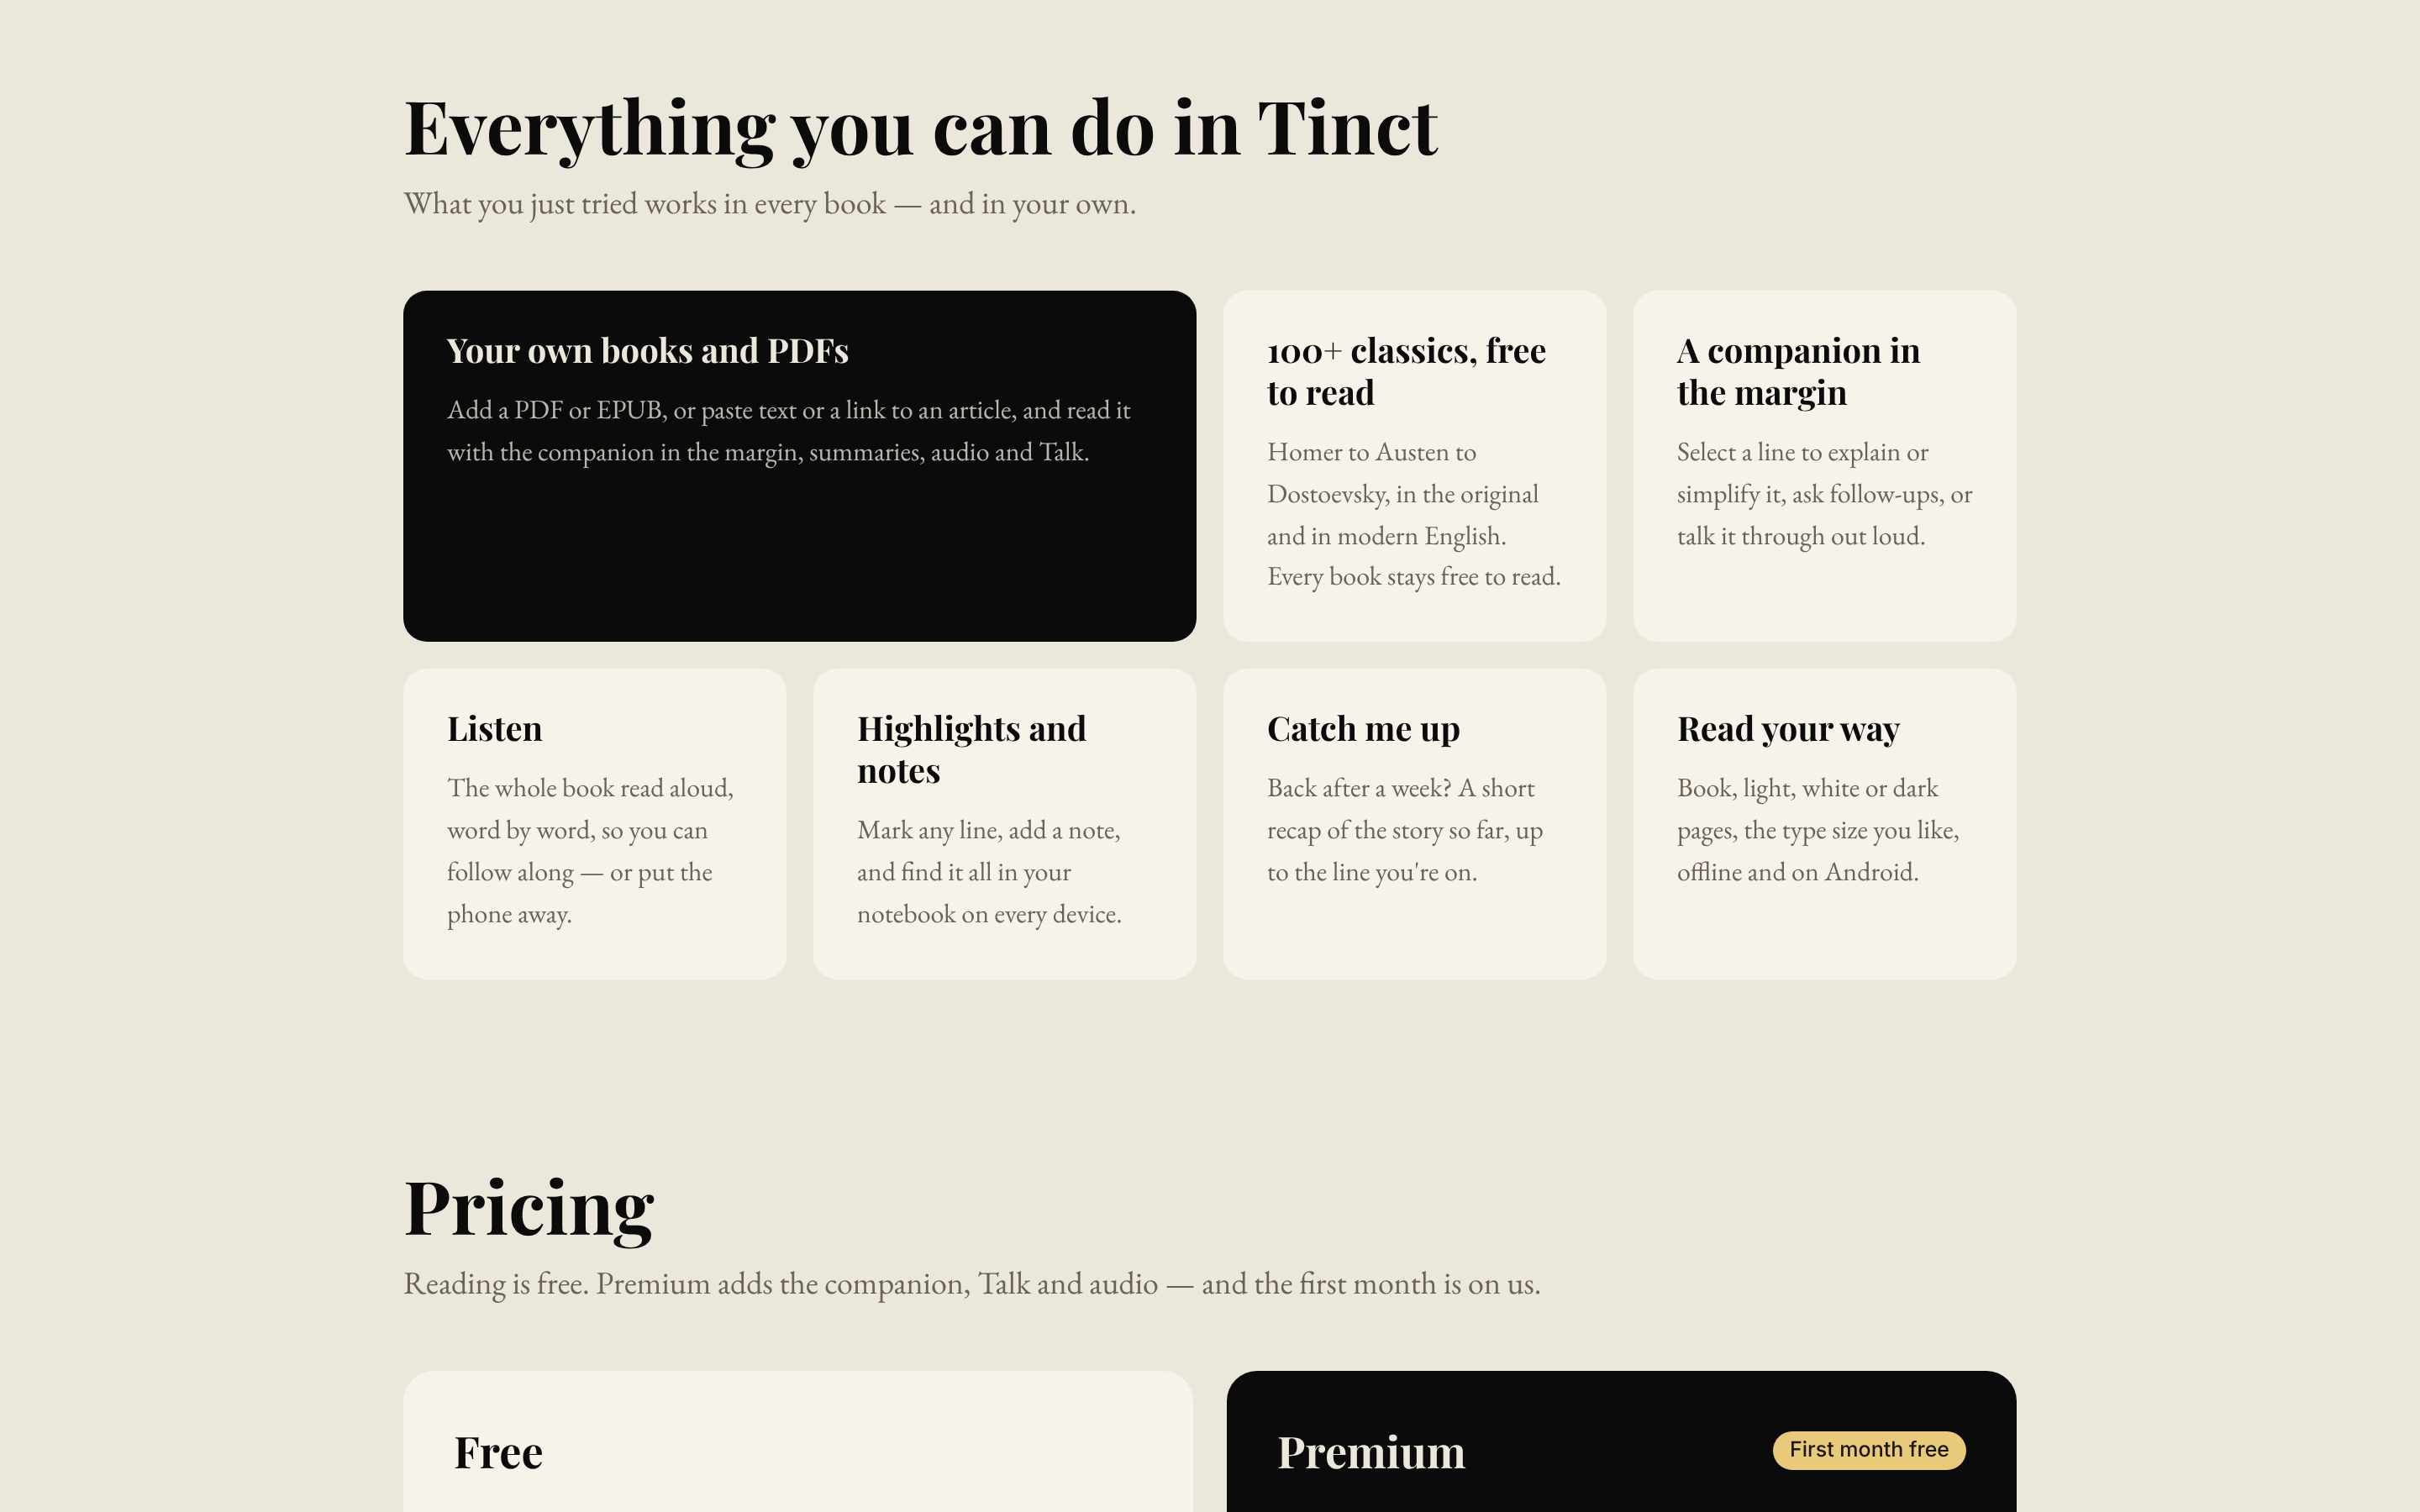 Everything you can do in Tinct
What you just tried works in every book — and in your own.
Your own books and PDFs
Add a PDF or EPUB, or paste text or a link to an article, and read it
with the companion in the margin, summaries, audio and Talk.
100+ classics, free
to read
Homer to Austen to
Dostoevsky, in the original
and in modern English.
Every book stays free to read.
A companion in
the margin
Select a line to explain or
simplify it, ask follow-ups, or
talk it through out loud.
Listen
The whole book read aloud,
word by word, so you can
follow along — or put the
phone away.
Highlights and
notes
Mark any line, add a note,
and find it all in your
notebook on every device.
Catch me up
Back after a week? A short
recap of the story so far, up
to the line you're on.
Read your way
Book, light, white or dark
pages, the type size you like,
offline and on Android.
Pricing
Reading is free. Premium adds the companion, Talk and audio — and the first month is on us.
Free
Premium
First month free